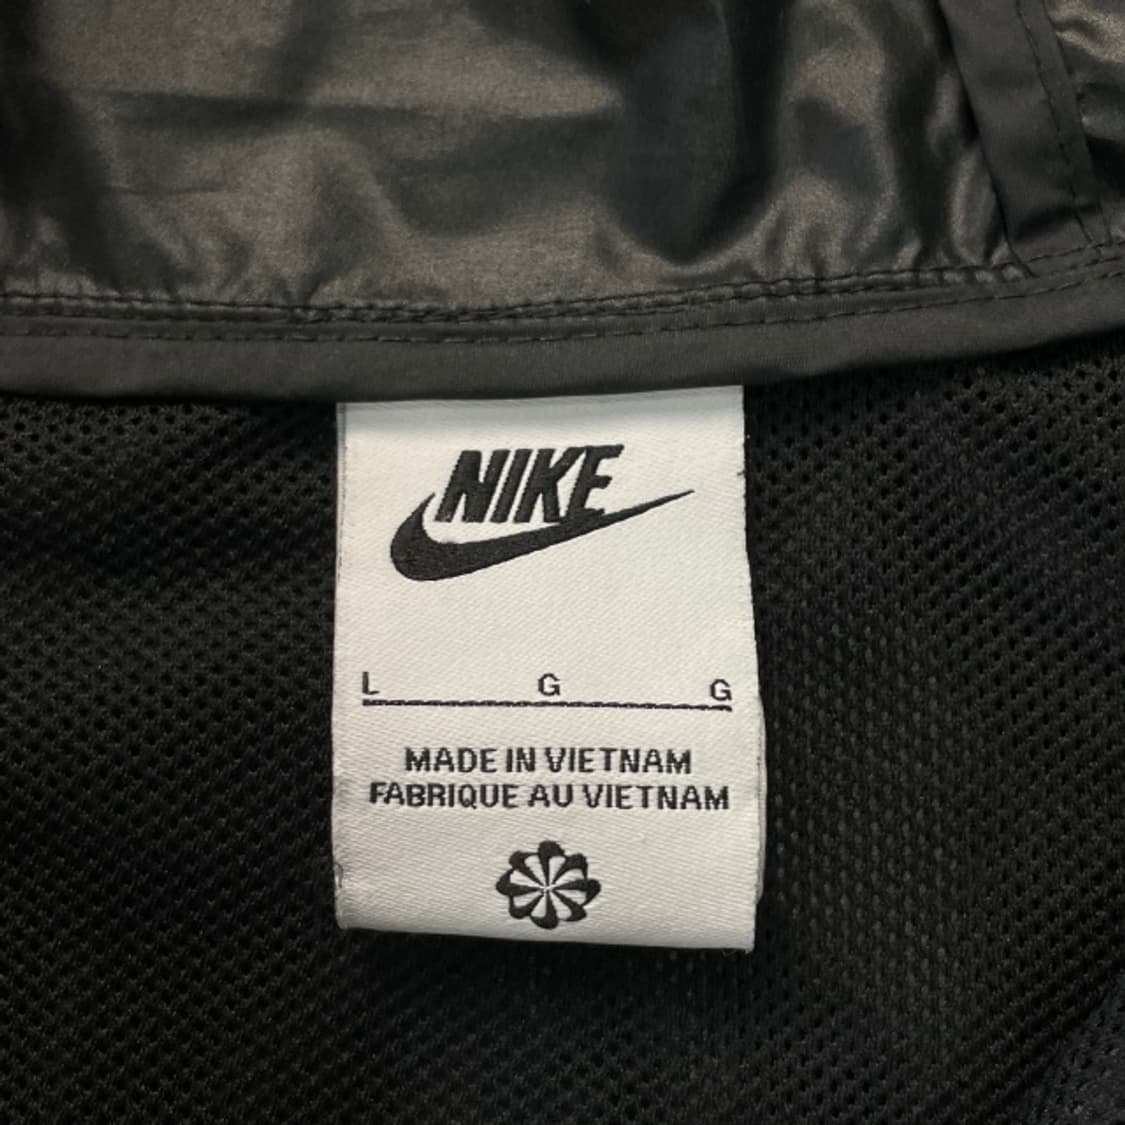 NIKE
L G G
MADE IN VIETNAM
FABRIQUE AU VIETNAM